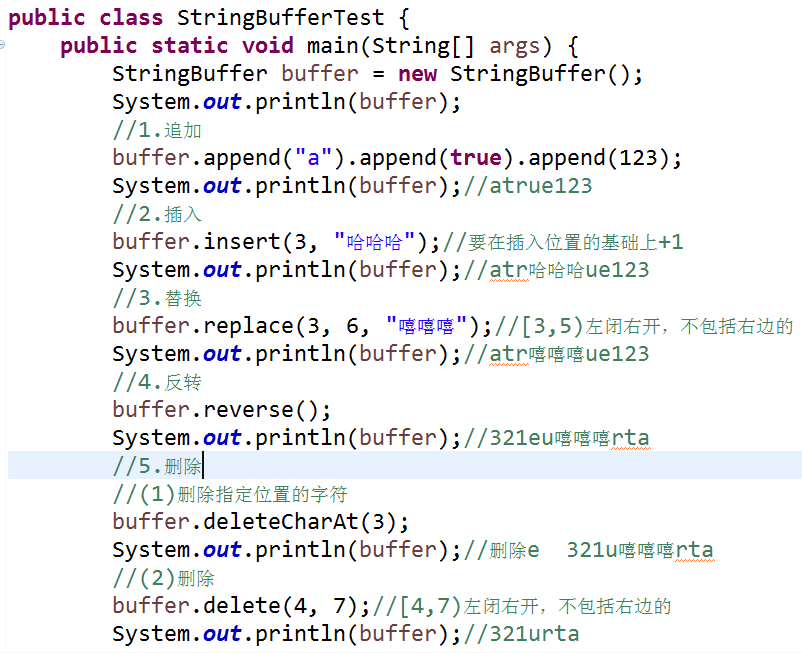 public class StringBufferTest {
public static void main(String[] args) {
StringBuffer buffer = new StringBuffer();
System.out.println(buffer);
//1.追加
buffer.append("a").append(true).append(123);
System.out.println(buffer);//atrue123
//2.插入
buffer.insert(3, "哈哈哈");//要在插入位置的基础上+1
System.out.println(buffer);//atr哈哈哈ue123
//3.替换
buffer.replace(3, 6, "嘻嘻嘻");//[3,5)左闭右开，不包括右边的
System.out.println(buffer);//atr嘻嘻嘻ue123
//4.反转
buffer.reverse();
System.out.println(buffer);//321eu嘻嘻嘻rta
//5.删除
//(1)删除指定位置的字符
buffer.deleteCharAt(3);
System.out.println(buffer);//删除e  321u嘻嘻嘻rta
//(2)删除
buffer.delete(4, 7);//[4,7)左闭右开，不包括右边的
System.out.println(buffer);//321urta